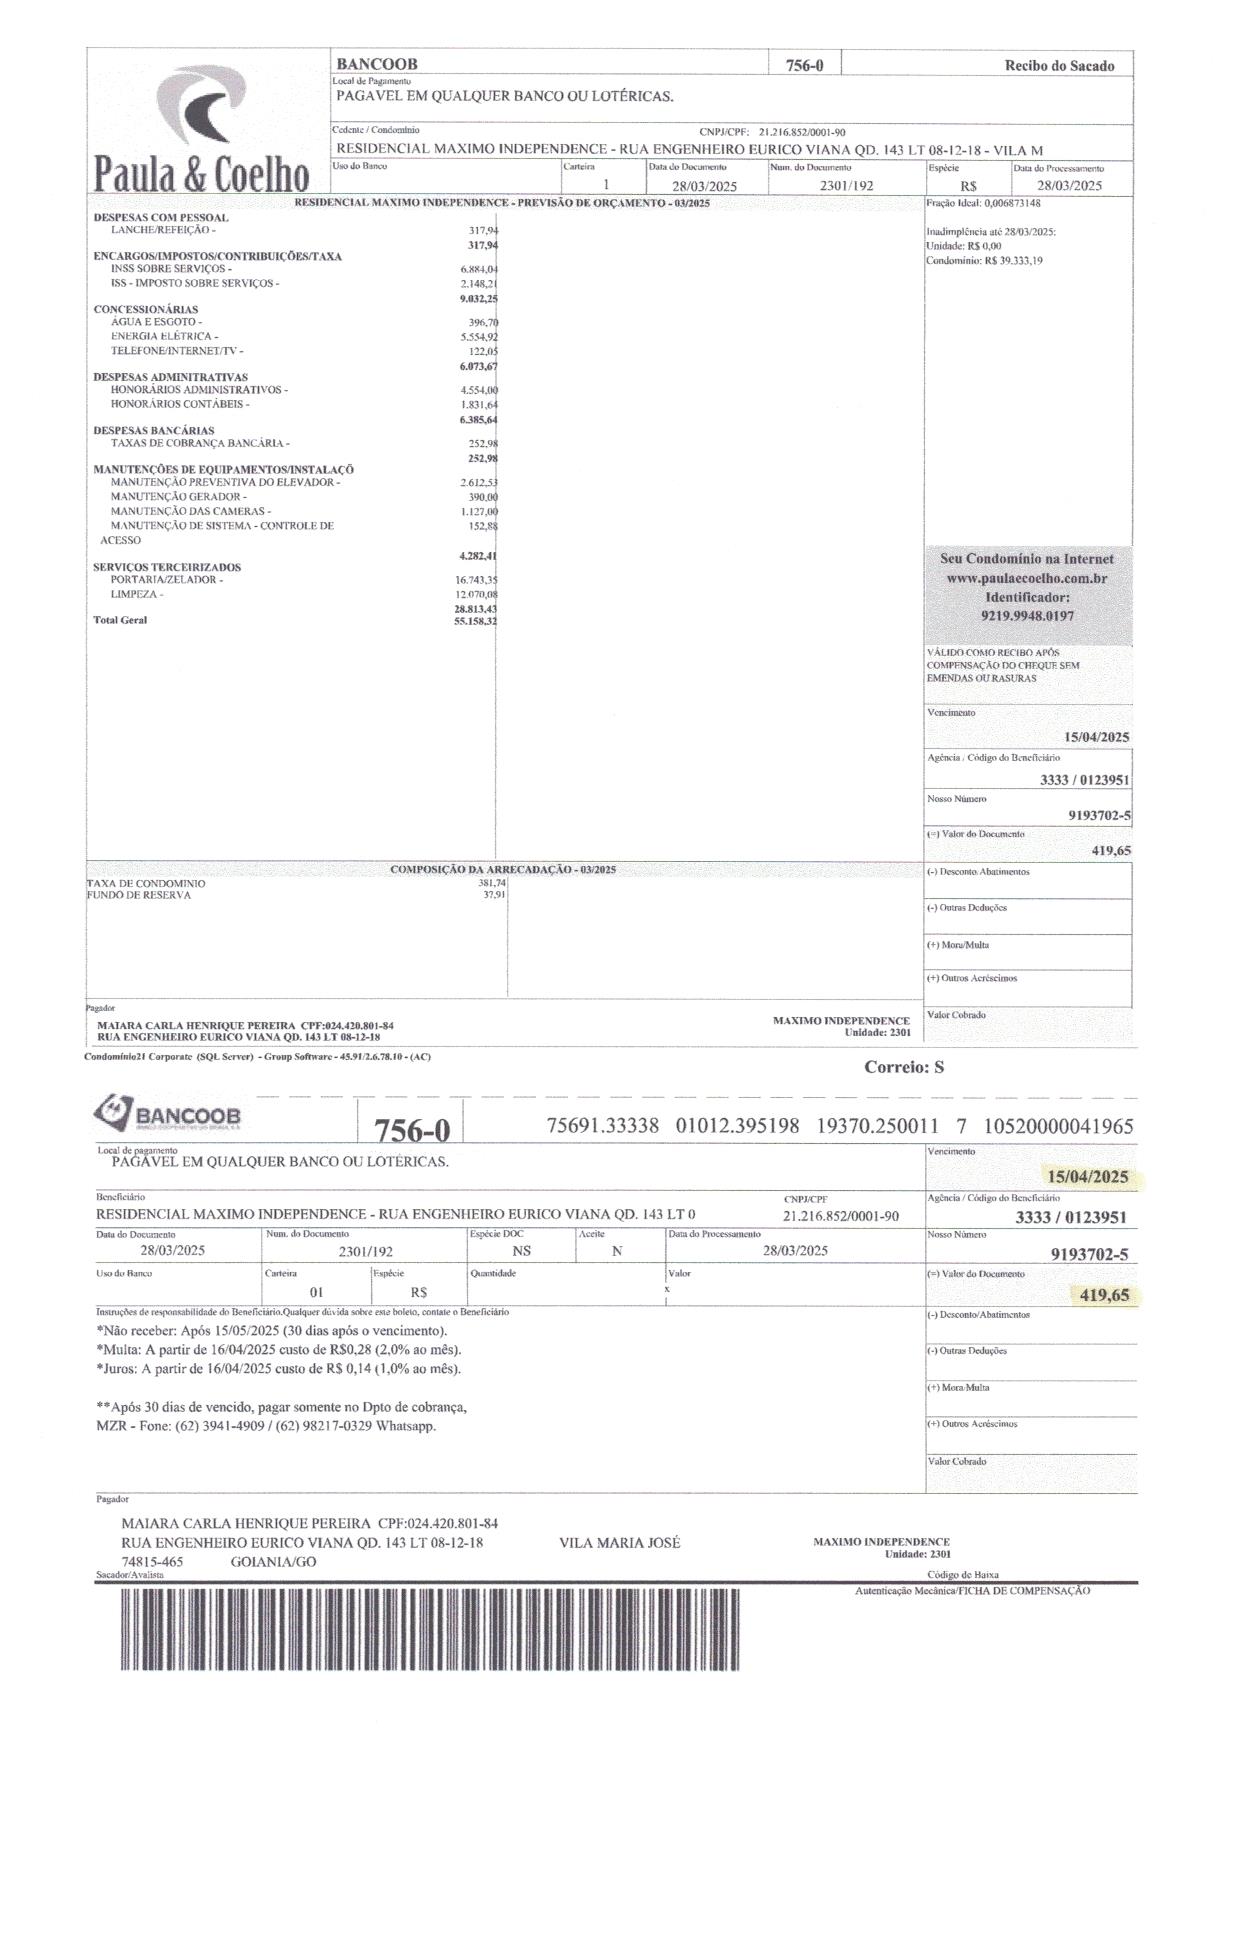 BANCOOB 756-0 Recibo do Sacado
Local de Pagamento
PAGAVEL EM QUALQUER BANCO OU LOTÉRICAS.
Cedente / Condomínio CNPJ/CPF: 21.216.852/0001-90
RESIDENCIAL MAXIMO INDEPENDENCE - RUA ENGENHEIRO EURICO VIANA QD. 143 LT 08-12-18 - VILA M
Paula & Coelho
Uso do Banco Carteira Data do Documento Num. do Documento Espécie Data do Processamento
1 28/03/2025 2301/192 R$ 28/03/2025
RESIDENCIAL MAXIMO INDEPENDENCE - PREVISÃO DE ORÇAMENTO - 03/2025
DESPESAS COM PESSOAL
LANCHE/REFEIÇÃO - 317,94
317,94
ENCARGOS/IMPOSTOS/CONTRIBUIÇÕES/TAXA
INSS SOBRE SERVIÇOS - 6.884,04
ISS - IMPOSTO SOBRE SERVIÇOS - 2.148,21
9.032,25
CONCESSIONÁRIAS
ÁGUA E ESGOTO - 396,70
ENERGIA ELÉTRICA - 5.554,92
TELEFONE/INTERNET/TV - 122,05
6.073,67
DESPESAS ADMINITRATIVAS
HONORÁRIOS ADMINISTRATIVOS - 4.554,00
HONORÁRIOS CONTÁBEIS - 1.831,64
6.385,64
DESPESAS BANCÁRIAS
TAXAS DE COBRANÇA BANCÁRIA - 252,98
252,98
MANUTENÇÕES DE EQUIPAMENTOS/INSTALAÇÕ
MANUTENÇÃO PREVENTIVA DO ELEVADOR - 2.612,53
MANUTENÇÃO GERADOR - 390,00
MANUTENÇÃO DAS CAMERAS - 1.127,00
MANUTENÇÃO DE SISTEMA - CONTROLE DE 152,88
ACESSO
4.282,41
SERVIÇOS TERCEIRIZADOS
PORTARIA/ZELADOR - 16.743,35
LIMPEZA - 12.070,08
28.813,43
Total Geral 55.158,32
Fração Ideal: 0,006873148
Inadimplência até 28/03/2025:
Unidade: R$ 0,00
Condomínio: R$ 39.333,19
Seu Condomínio na Internet
www.paulaecoelho.com.br
Identificador:
9219.9948.0197
VÁLIDO COMO RECIBO APÓS
COMPENSAÇÃO DO CHEQUE SEM
EMENDAS OU RASURAS
Vencimento
15/04/2025
Agência / Código do Beneficiário
3333 / 0123951
Nosso Número
9193702-5
(=) Valor do Documento
419,65
COMPOSIÇÃO DA ARRECADAÇÃO - 03/2025
TAXA DE CONDOMINIO 381,74
FUNDO DE RESERVA 37,91
(-) Desconto/Abatimentos
(-) Outras Deduções
(+) Mora/Multa
(+) Outros Acréscimos
Valor Cobrado
Pagador
MAIARA CARLA HENRIQUE PEREIRA CPF:024.420.801-84 MAXIMO INDEPENDENCE
RUA ENGENHEIRO EURICO VIANA QD. 143 LT 08-12-18 Unidade: 2301
Condomínio21 Corporate (SQL Server) - Group Software - 45.91/2.6.78.10 - (AC)
Correio: S
BANCOOB 756-0 75691.33338 01012.395198 19370.250011 7 10520000041965
Local de pagamento Vencimento
PAGÁVEL EM QUALQUER BANCO OU LOTÉRICAS. 15/04/2025
Beneficiário CNPJ/CPF Agência / Código do Beneficiário
RESIDENCIAL MAXIMO INDEPENDENCE - RUA ENGENHEIRO EURICO VIANA QD. 143 LT 0 21.216.852/0001-90 3333 / 0123951
Data do Documento Num. do Documento Espécie DOC Aceite Data do Processamento Nosso Número
28/03/2025 2301/192 NS N 28/03/2025 9193702-5
Uso do Banco Carteira Espécie Quantidade Valor (=) Valor do Documento
01 R$ x 419,65
Instruções de responsabilidade do Beneficiário.Qualquer dúvida sobre este boleto, contate o Beneficiário
*Não receber: Após 15/05/2025 (30 dias após o vencimento).
*Multa: A partir de 16/04/2025 custo de R$0,28 (2,0% ao mês).
*Juros: A partir de 16/04/2025 custo de R$ 0,14 (1,0% ao mês).
**Após 30 dias de vencido, pagar somente no Dpto de cobrança,
MZR - Fone: (62) 3941-4909 / (62) 98217-0329 Whatsapp.
(-) Desconto/Abatimentos
(-) Outras Deduções
(+) Mora/Multa
(+) Outros Acréscimos
Valor Cobrado
Pagador
MAIARA CARLA HENRIQUE PEREIRA CPF:024.420.801-84
RUA ENGENHEIRO EURICO VIANA QD. 143 LT 08-12-18 VILA MARIA JOSÉ MAXIMO INDEPENDENCE
74815-465 GOIANIA/GO Unidade: 2301
Sacador/Avalista Código de Baixa
Autenticação Mecânica/FICHA DE COMPENSAÇÃO